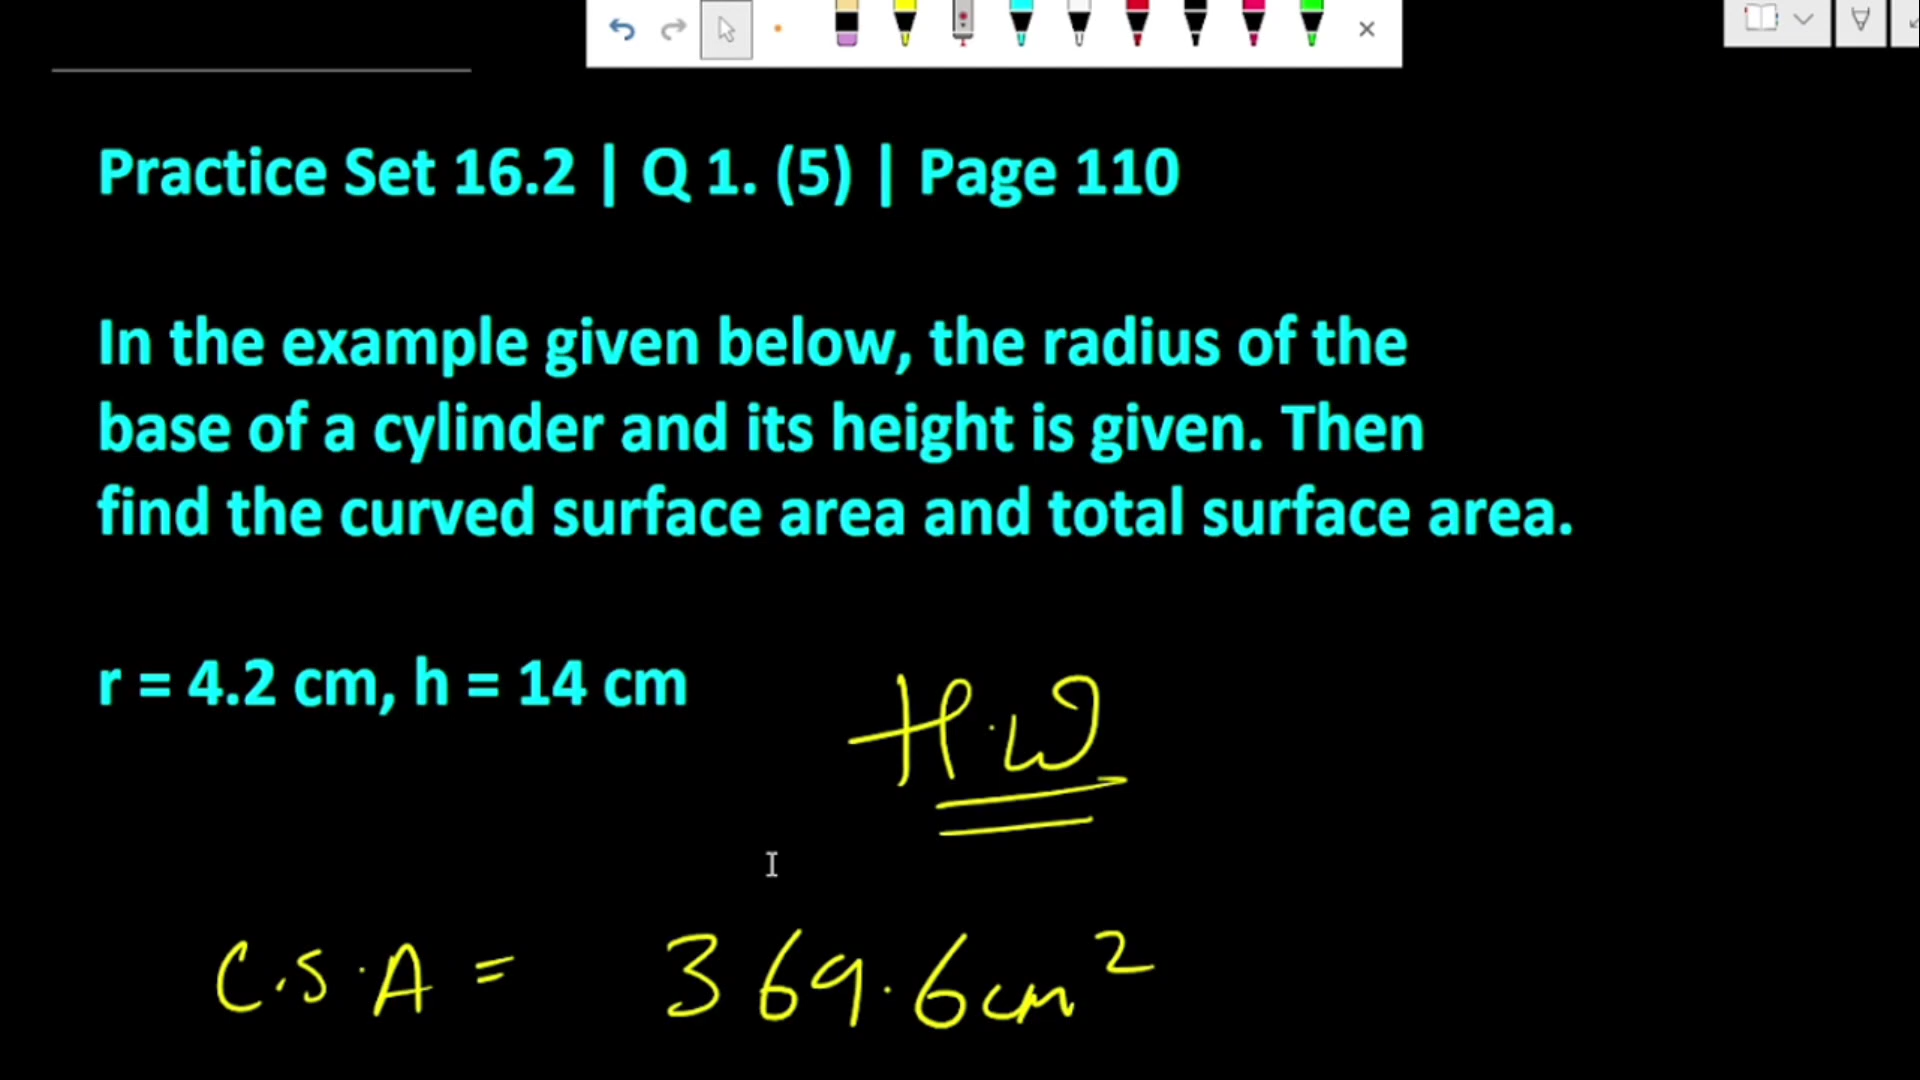 Practice Set 16.2 | Q 1. (5) | Page 110
In the example given below, the radius of the
base of a cylinder and its height is given. Then
find the curved surface area and total surface area.
r = 4.2 cm, h = 14 cm
H.W
C.S.A = 369.6cm²